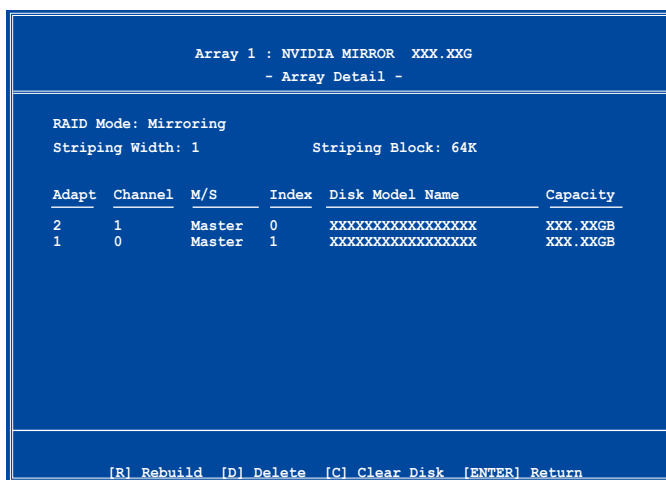 Array 1 : NVIDIA MIRROR XXX.XXG
- Array Detail -
RAID Mode: Mirroring
Striping Width: 1 Striping Block: 64K
Adapt Channel M/S Index Disk Model Name Capacity
2 1 Master 0 XXXXXXXXXXXXXXXXX XXX.XXGB
1 0 Master 1 XXXXXXXXXXXXXXXXX XXX.XXGB
[R] Rebuild [D] Delete [C] Clear Disk [ENTER] Return